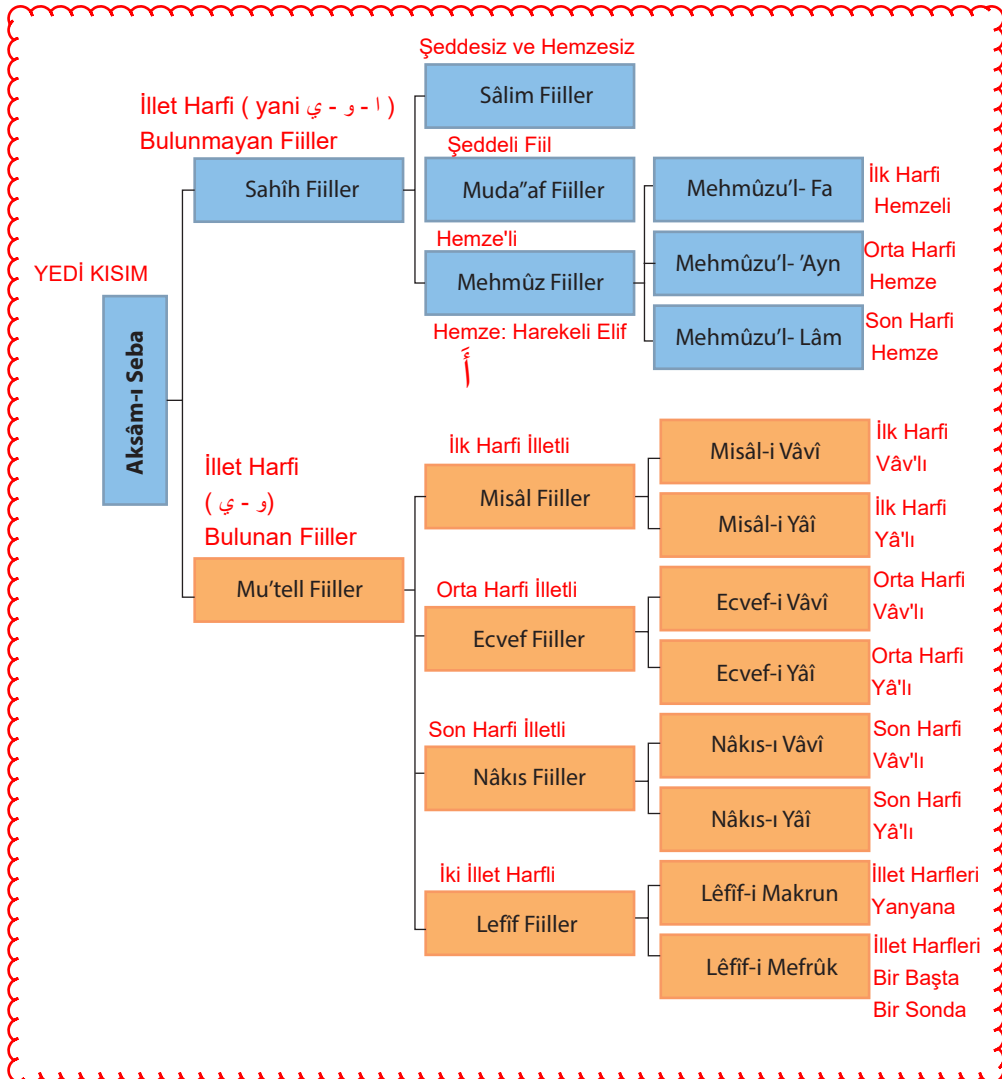 Şeddesiz ve Hemzesiz
Sâlim Fiiller
İllet Harfi ( yani ا - و - ي )
Bulunmayan Fiiller
Şeddeli Fiil
Sahîh Fiiller
Muda''af Fiiller
Mehmûzu'l- Fa
İlk Harfi
Hemzeli
Hemze'li
Mehmûz Fiiller
Mehmûzu'l- 'Ayn
Orta Harfi
Hemze
YEDİ KISIM
Aksâm-ı Seba
Hemze: Harekeli Elif
أَ
Mehmûzu'l- Lâm
Son Harfi
Hemze
İllet Harfi
(و - ي )
Bulunan Fiiller
Mu'tell Fiiller
İlk Harfi İlletli
Misâl Fiiller
Misâl-i Vâvî
İlk Harfi
Vâv'lı
Misâl-i Yâî
İlk Harfi
Yâ'lı
Orta Harfi İlletli
Ecvef Fiiller
Ecvef-i Vâvî
Orta Harfi
Vâv'lı
Ecvef-i Yâî
Orta Harfi
Yâ'lı
Son Harfi İlletli
Nâkıs Fiiller
Nâkıs-ı Vâvî
Son Harfi
Vâv'lı
Nâkıs-ı Yâî
Son Harfi
Yâ'lı
İki İllet Harfli
Lefîf Fiiller
Lêfîf-i Makrun
İllet Harfleri
Yanyana
Lêfîf-i Mefrûk
İllet Harfleri
Bir Başta
Bir Sonda